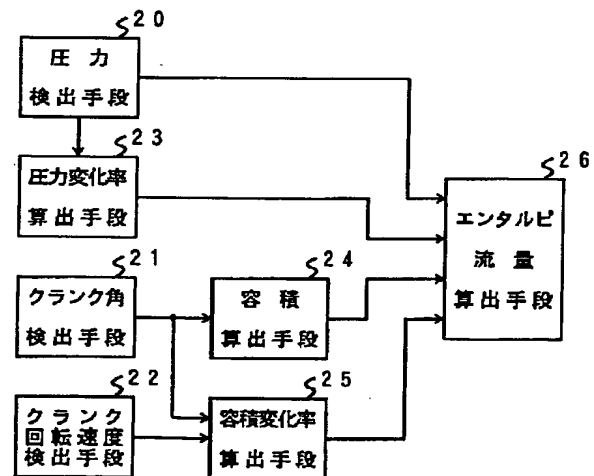 20
圧力
検出手段
23
圧力変化率
算出手段
26
エンタルピ
流量
算出手段
21
クランク角
検出手段
24
容積
算出手段
22
クランク
回転速度
検出手段
25
容積変化率
算出手段